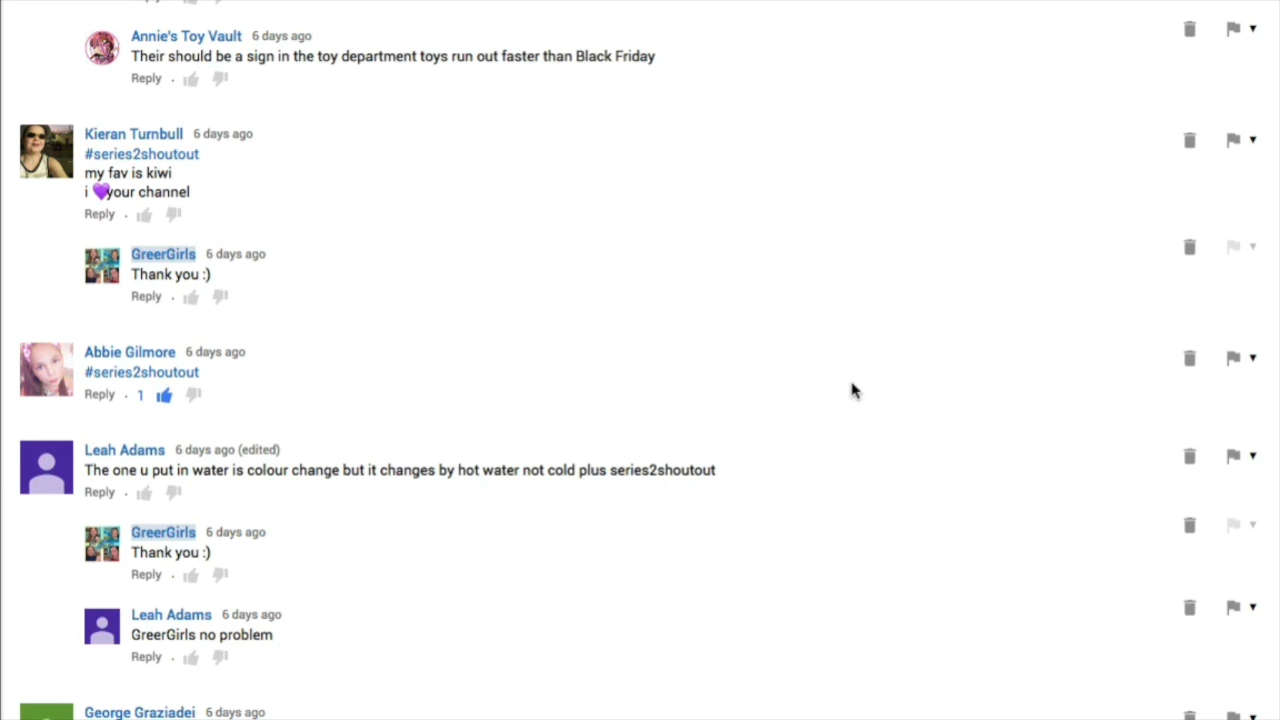 Annie's Toy Vault 6 days ago
Their should be a sign in the toy department toys run out faster than Black Friday
Reply .
Kieran Turnbull 6 days ago
#series2shoutout
my fav is kiwi
i 💜your channel
Reply .
GreerGirls 6 days ago
Thank you :)
Reply .
Abbie Gilmore 6 days ago
#series2shoutout
Reply . 1
Leah Adams 6 days ago (edited)
The one u put in water is colour change but it changes by hot water not cold plus series2shoutout
Reply .
GreerGirls 6 days ago
Thank you :)
Reply .
Leah Adams 6 days ago
GreerGirls no problem
Reply .
George Graziadei 6 days ago